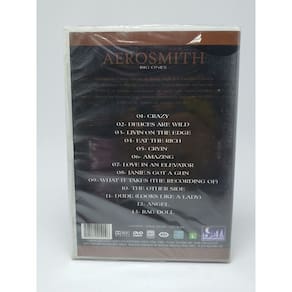 AEROSMITH
BIG ONES
01- CRAZY
02- DEUCES ARE WILD
03- LIVIN ON THE EDGE
04- EAT THE RICH
05- CRYIN
06- AMAZING
07- LOVE IN AN ELEVATOR
08- JANIE'S GOT A GUN
09- WHAT IT TAKES (THE RECORDING OF)
10- THE OTHER SIDE
11- DUDE (LOOKS LIKE A LADY)
12- ANGEL
13- RAG DOLL